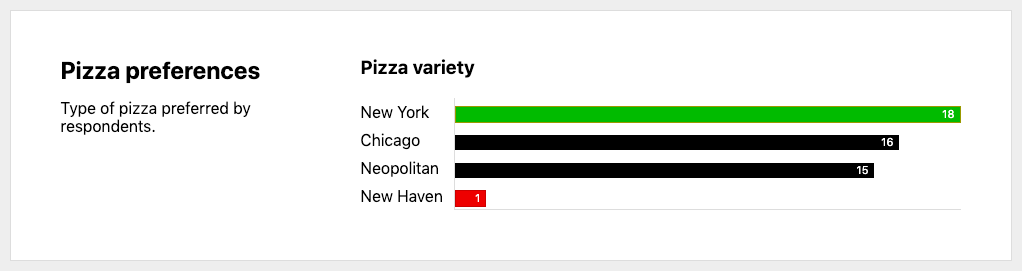 Pizza preferences
Type of pizza preferred by
respondents.
Pizza variety
New York 18
Chicago 16
Neopolitan 15
New Haven 1